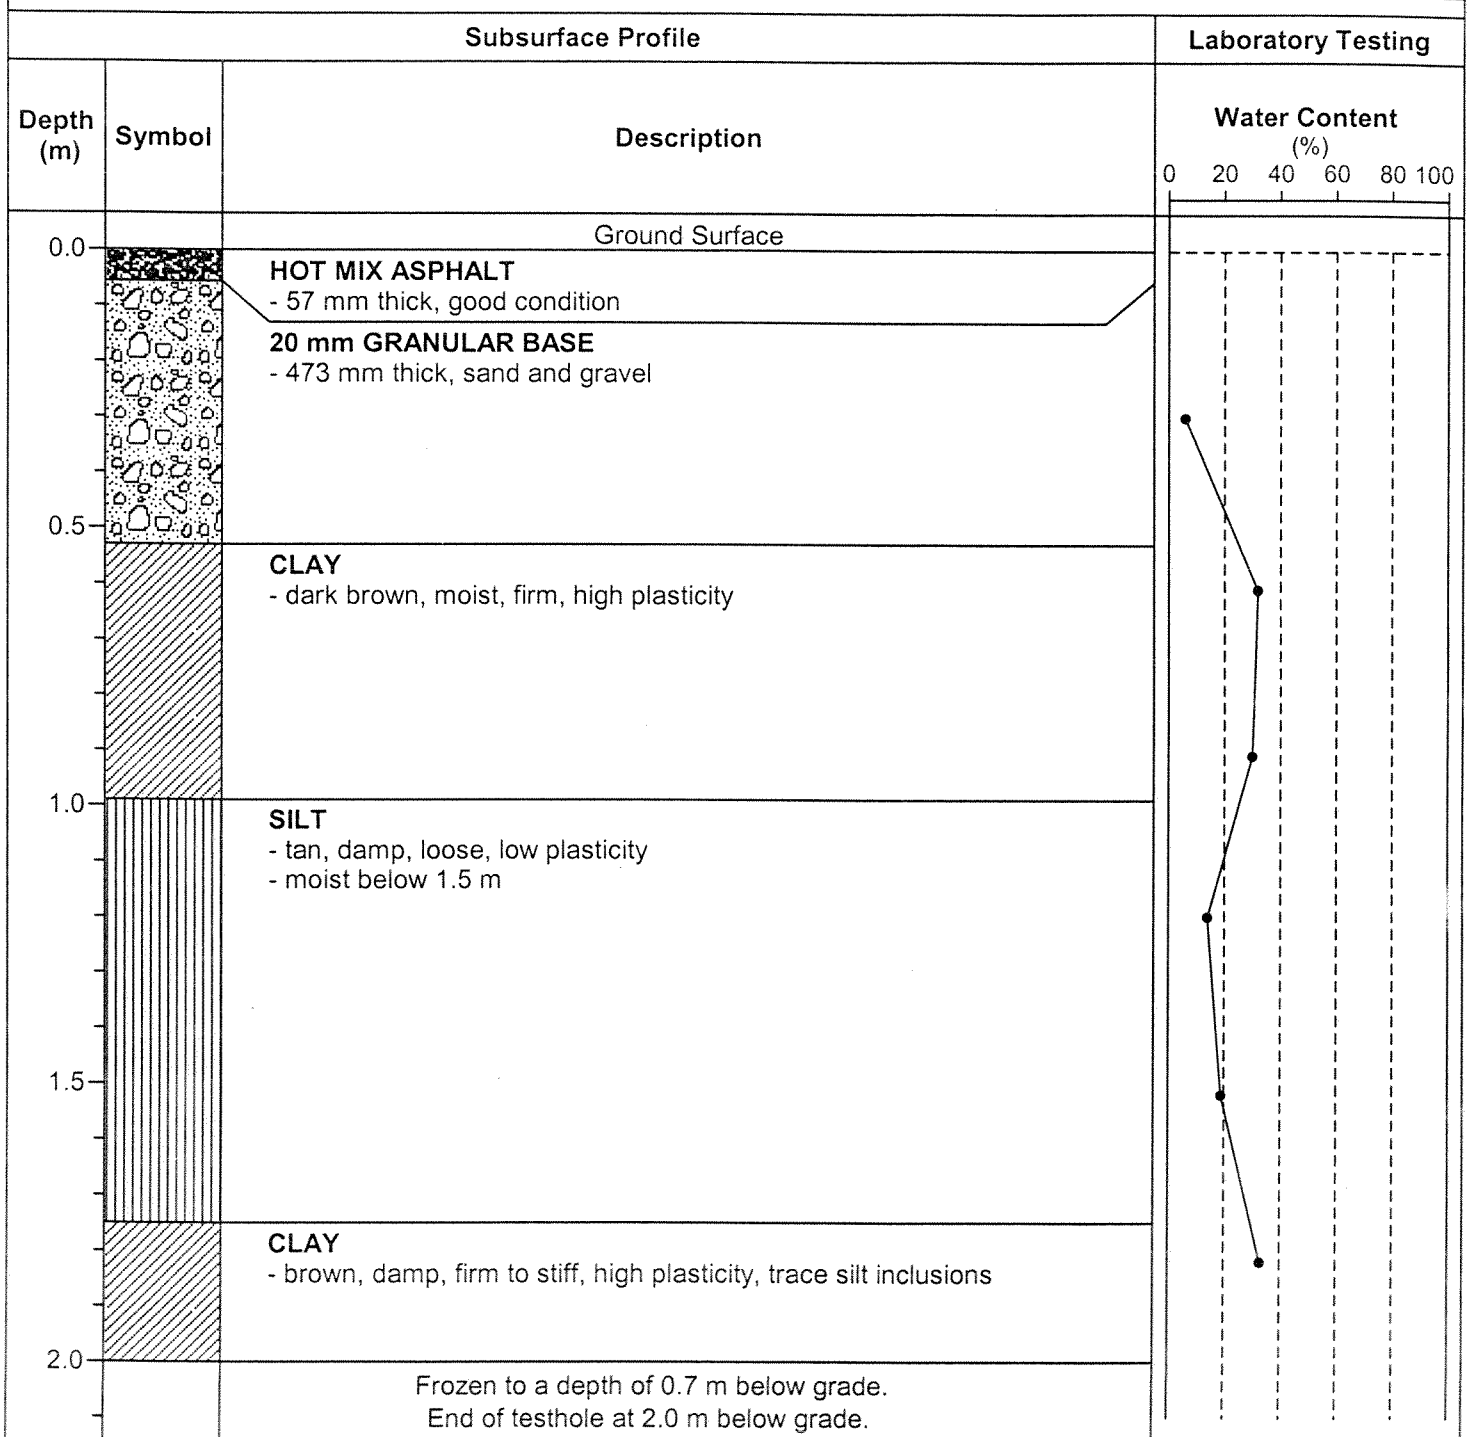 Subsurface Profile
Laboratory Testing
Depth
(m)
Symbol
Description
Water Content
(%)
0 20 40 60 80 100
Ground Surface
0.0
HOT MIX ASPHALT
- 57 mm thick, good condition
20 mm GRANULAR BASE
- 473 mm thick, sand and gravel
0.5
CLAY
- dark brown, moist, firm, high plasticity
1.0
SILT
- tan, damp, loose, low plasticity
- moist below 1.5 m
1.5
CLAY
- brown, damp, firm to stiff, high plasticity, trace silt inclusions
2.0
Frozen to a depth of 0.7 m below grade.
End of testhole at 2.0 m below grade.